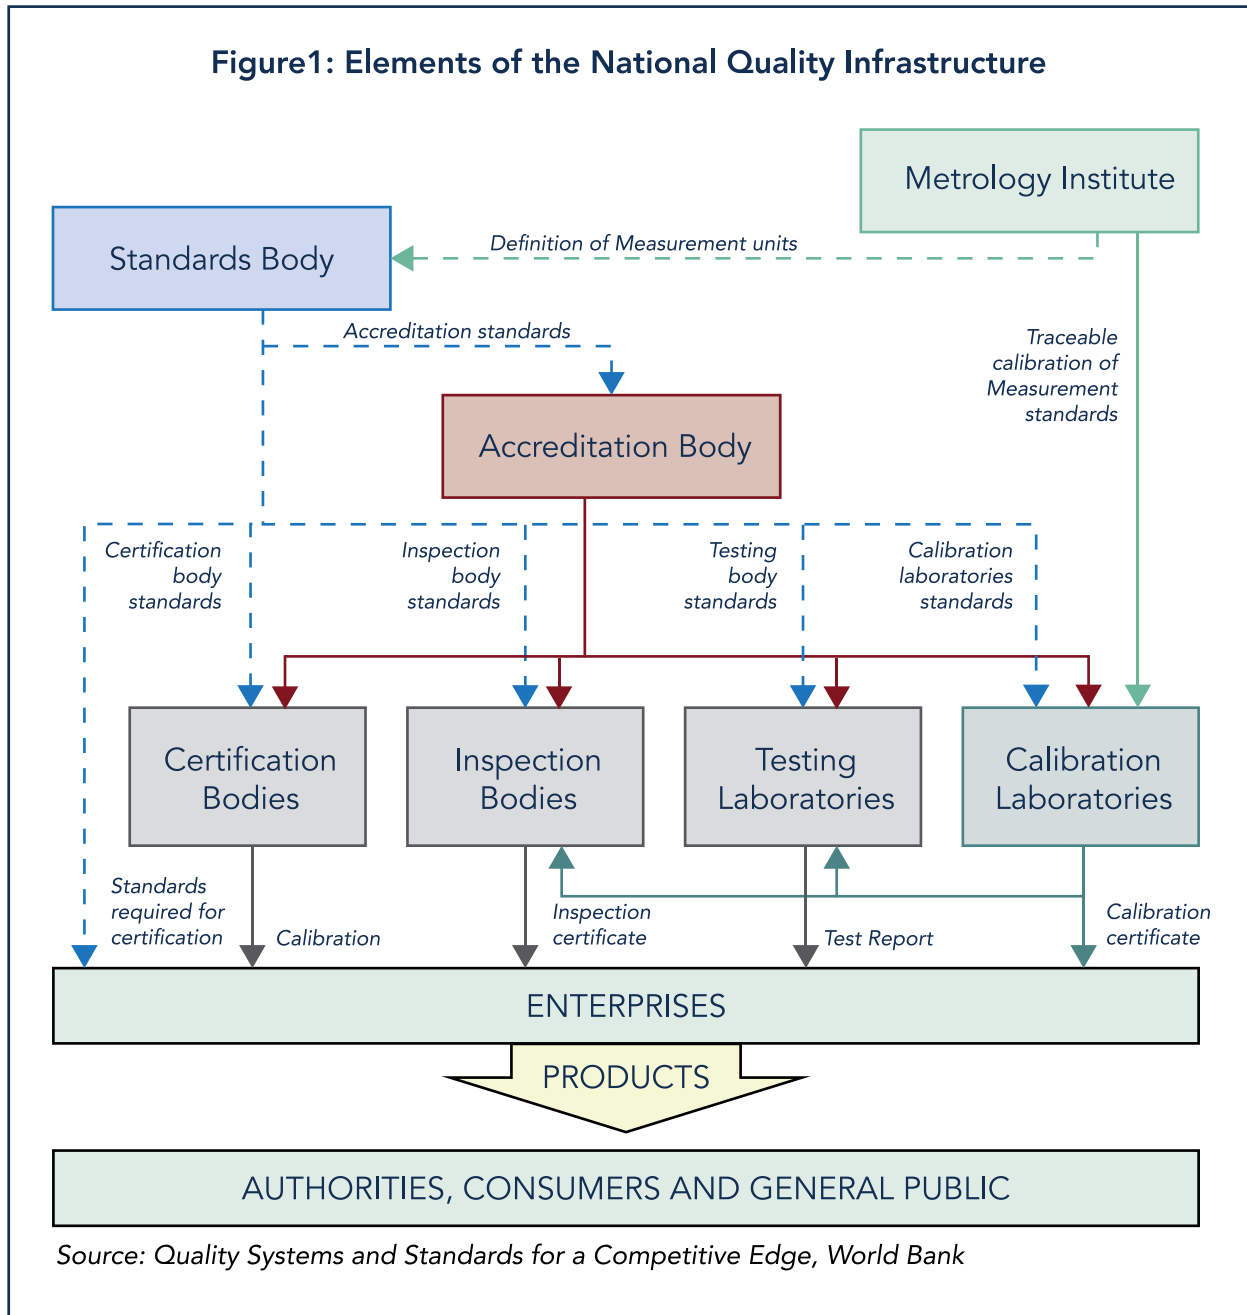 Figure1: Elements of the National Quality Infrastructure
Metrology Institute
Standards Body
Definition of Measurement units
Accreditation standards
Traceable
calibration of
Measurement
standards
Accreditation Body
Certification
body
standards
Inspection
body
standards
Testing
body
standards
Calibration
laboratories
standards
Certification
Bodies
Inspection
Bodies
Testing
Laboratories
Calibration
Laboratories
Standards
required for
certification
Calibration
Inspection
certificate
Test Report
Calibration
certificate
ENTERPRISES
PRODUCTS
AUTHORITIES, CONSUMERS AND GENERAL PUBLIC
Source: Quality Systems and Standards for a Competitive Edge, World Bank